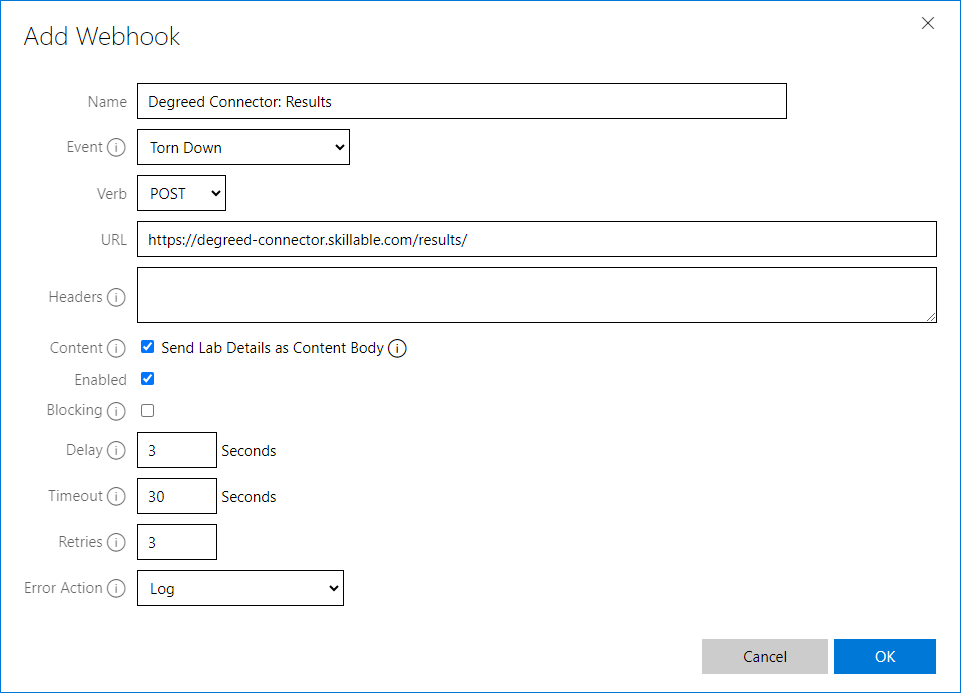 Add Webhook
Name Degreed Connector: Results
Event Torn Down
Verb POST
URL https://degreed-connector.skillable.com/results/
Headers
Content Send Lab Details as Content Body
Enabled
Blocking
Delay 3 Seconds
Timeout 30 Seconds
Retries 3
Error Action Log
Cancel OK